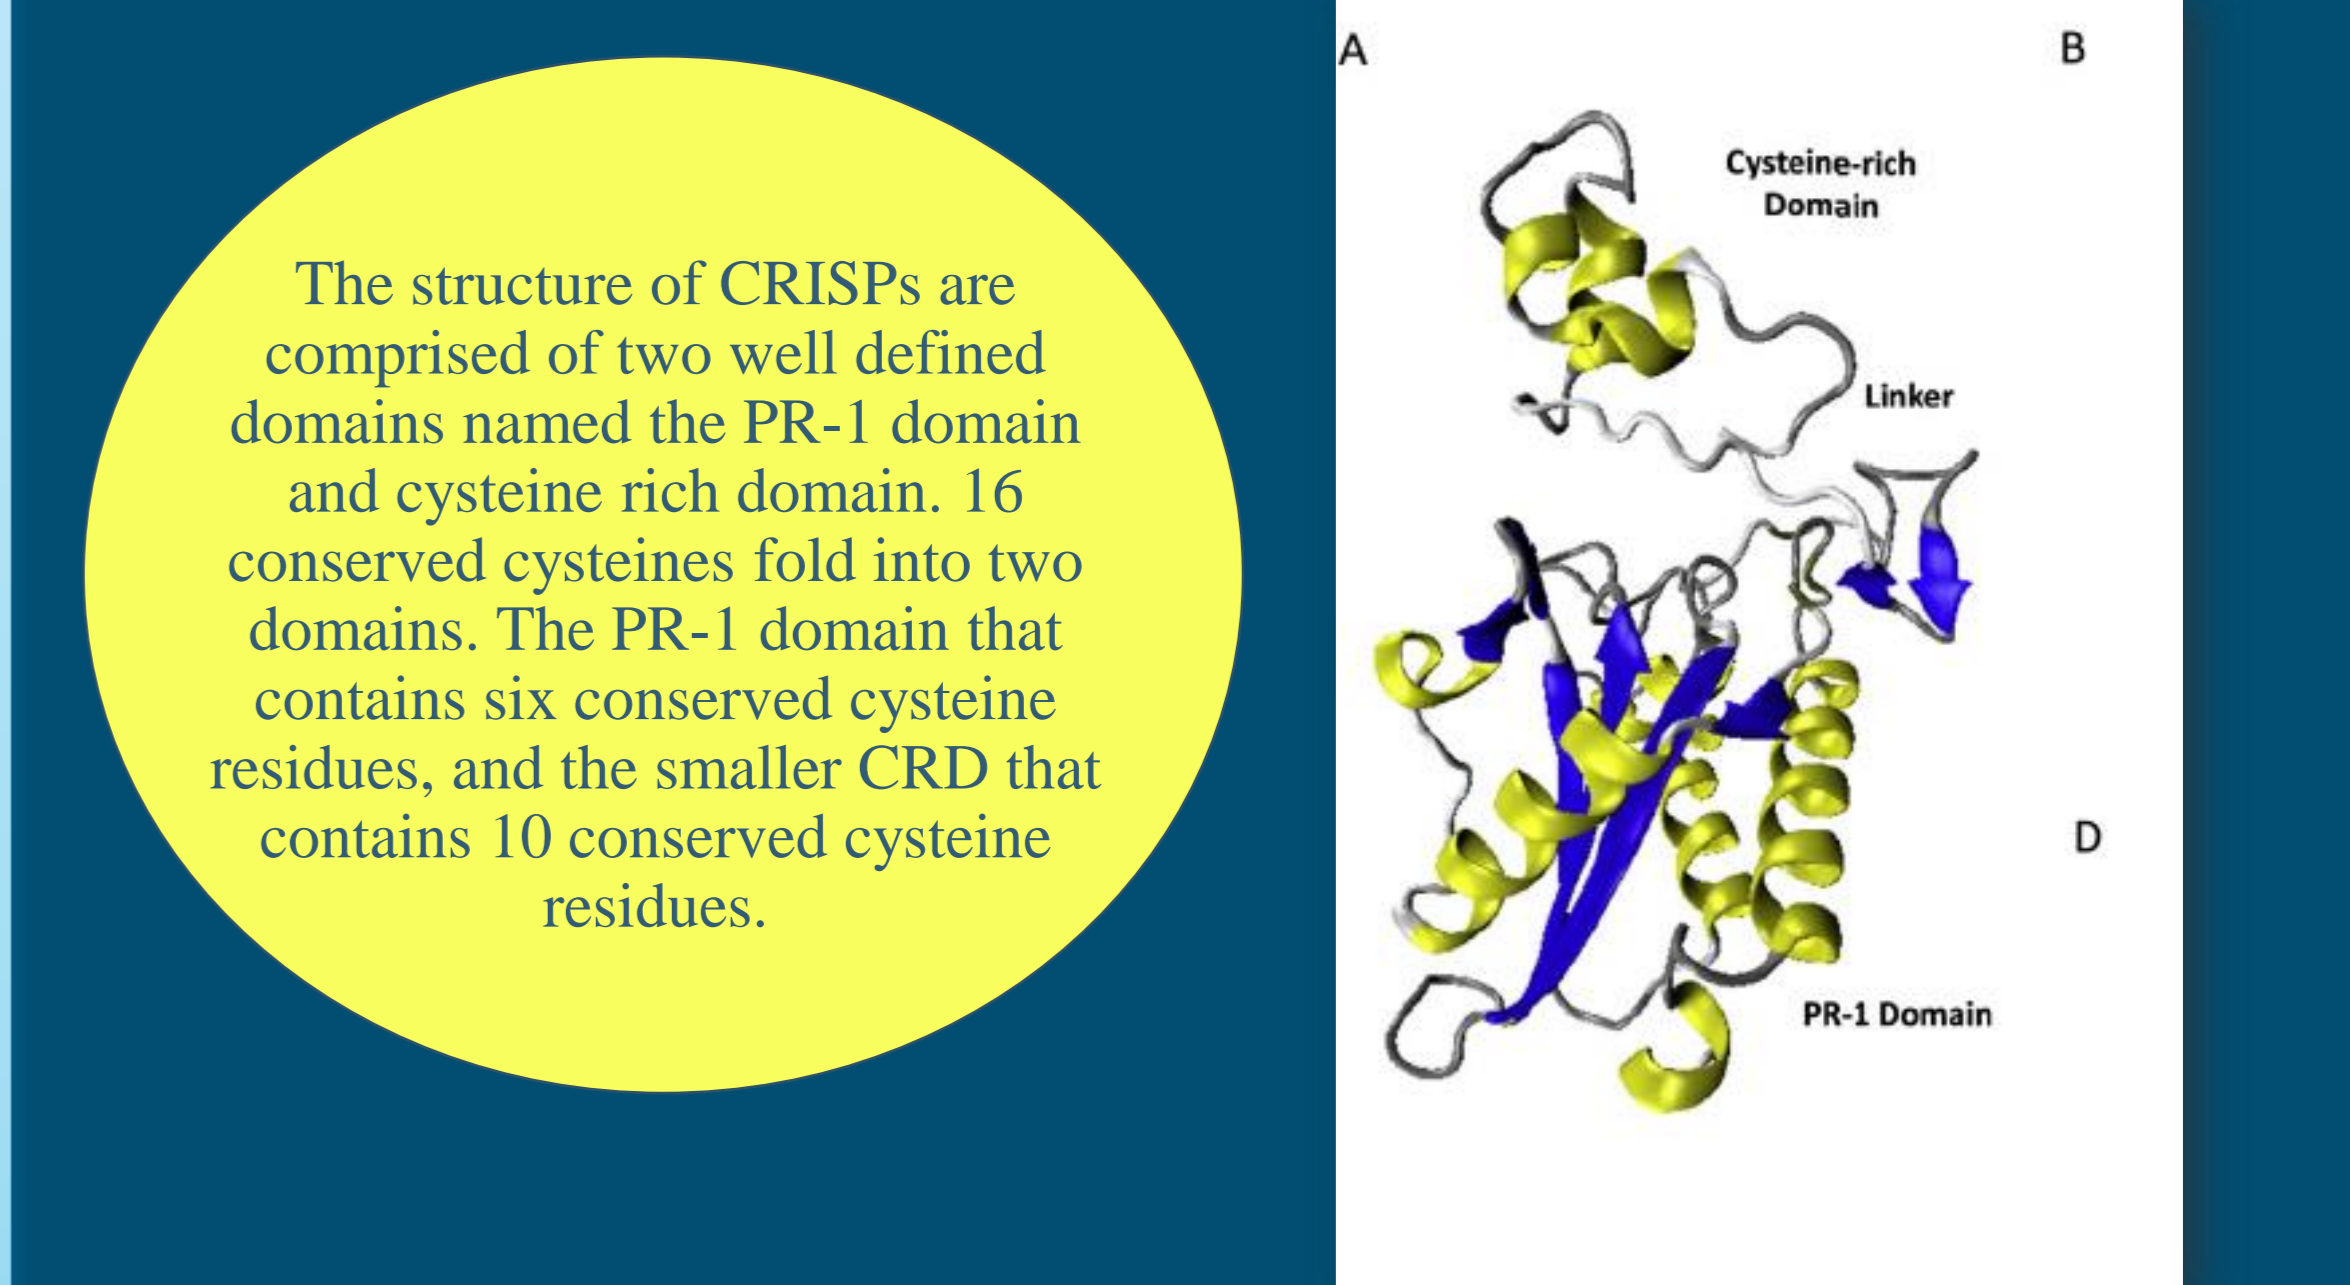 The structure of CRISPs are
comprised of two well defined
domains named the PR-1 domain
and cysteine rich domain. 16
conserved cysteines fold into two
domains. The PR-1 domain that
contains six conserved cysteine
residues, and the smaller CRD that
contains 10 conserved cysteine
residues.
A
B
Cysteine-rich
Domain
Linker
D
PR-1 Domain